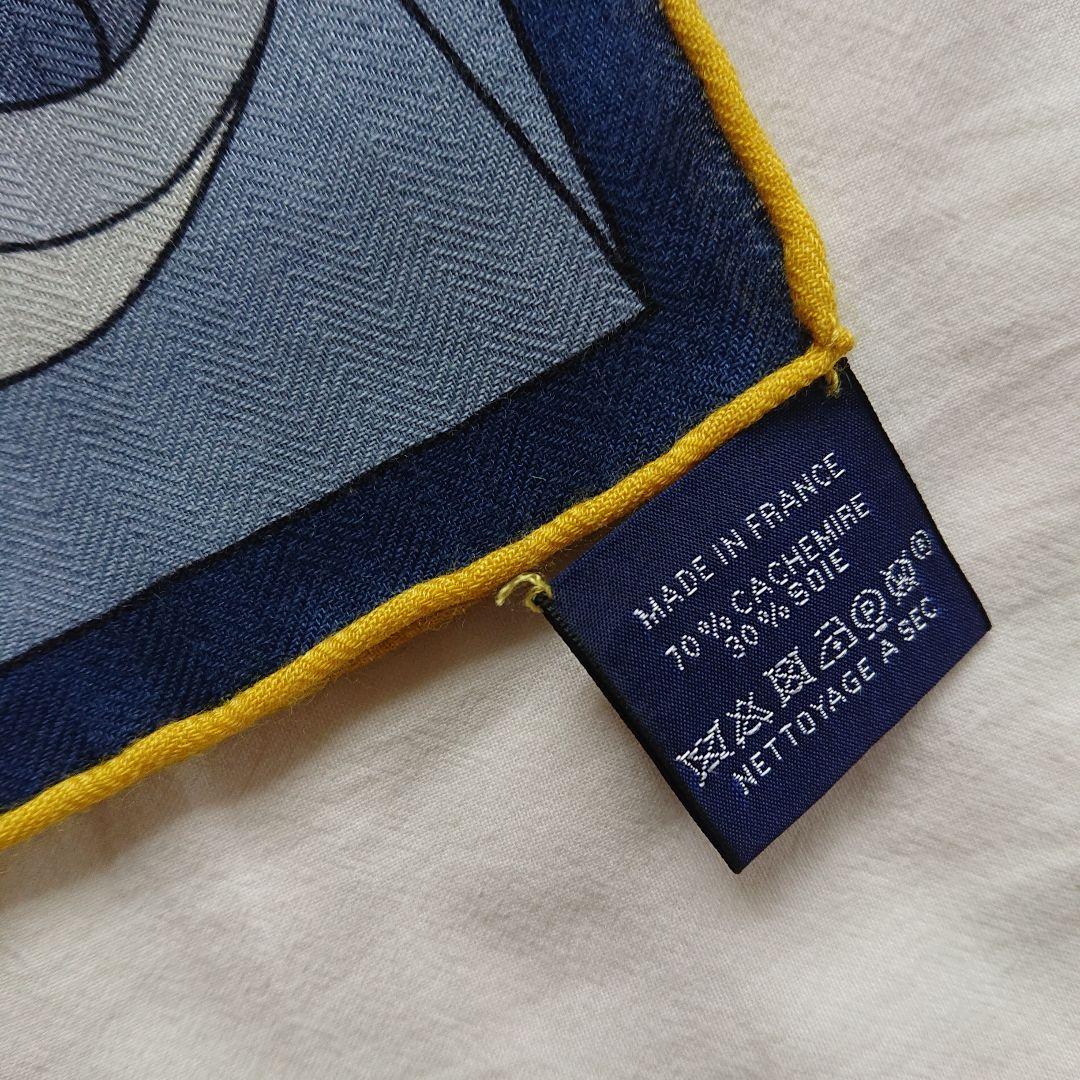 MADE IN FRANCE
70% CACHEMIRE
30% SOIE
P W
NETTOYAGE A SEC